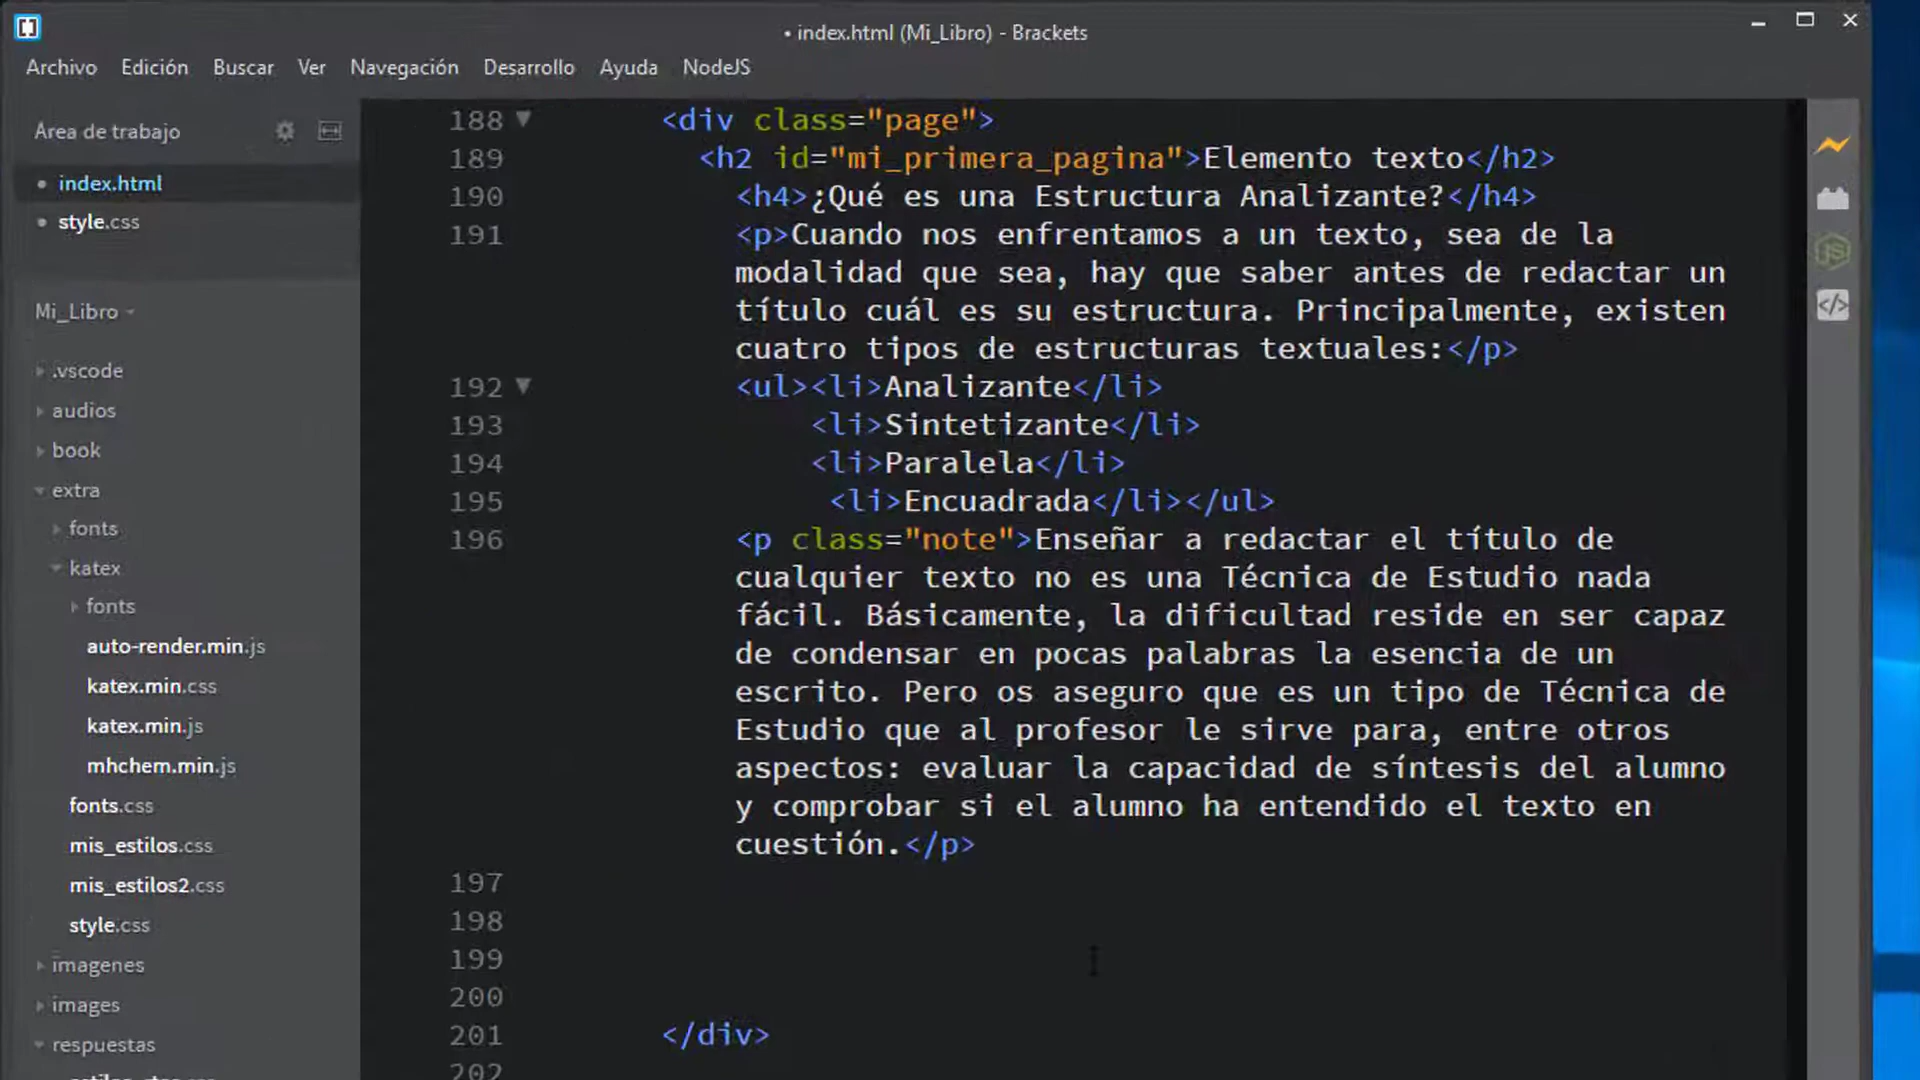 • index.html (Mi_Libro) - Brackets
Archivo Edición Buscar Ver Navegación Desarrollo Ayuda NodeJS
Área de trabajo
index.html
style.css
Mi_Libro
.vscode
audios
book
extra
fonts
katex
fonts
auto-render.min.js
katex.min.css
katex.min.js
mhchem.min.js
fonts.css
mis_estilos.css
mis_estilos2.css
style.css
imagenes
images
respuestas
188 <div class="page">
189 <h2 id="mi_primera_pagina">Elemento texto</h2>
190 <h4>¿Qué es una Estructura Analizante?</h4>
191 <p>Cuando nos enfrentamos a un texto, sea de la
modalidad que sea, hay que saber antes de redactar un
título cuál es su estructura. Principalmente, existen
cuatro tipos de estructuras textuales:</p>
192 <ul><li>Analizante</li>
193 <li>Sintetizante</li>
194 <li>Paralela</li>
195 <li>Encuadrada</li></ul>
196 <p class="note">Enseñar a redactar el título de
cualquier texto no es una Técnica de Estudio nada
fácil. Básicamente, la dificultad reside en ser capaz
de condensar en pocas palabras la esencia de un
escrito. Pero os aseguro que es un tipo de Técnica de
Estudio que al profesor le sirve para, entre otros
aspectos: evaluar la capacidad de síntesis del alumno
y comprobar si el alumno ha entendido el texto en
cuestión.</p>
197
198
199
200
201 </div>
202
JS
</>